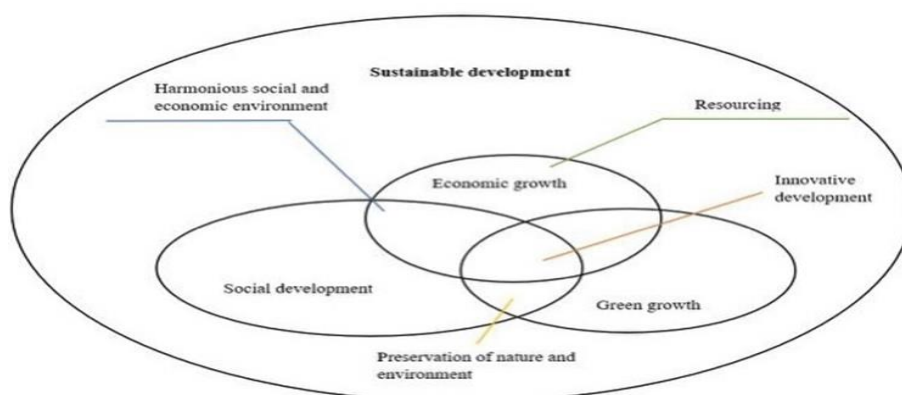 Sustainable development
Harmonious social and
economic environment
Resourcing
Economic growth
Innovative
development
Social development
Green growth
Preservation of nature and
environment